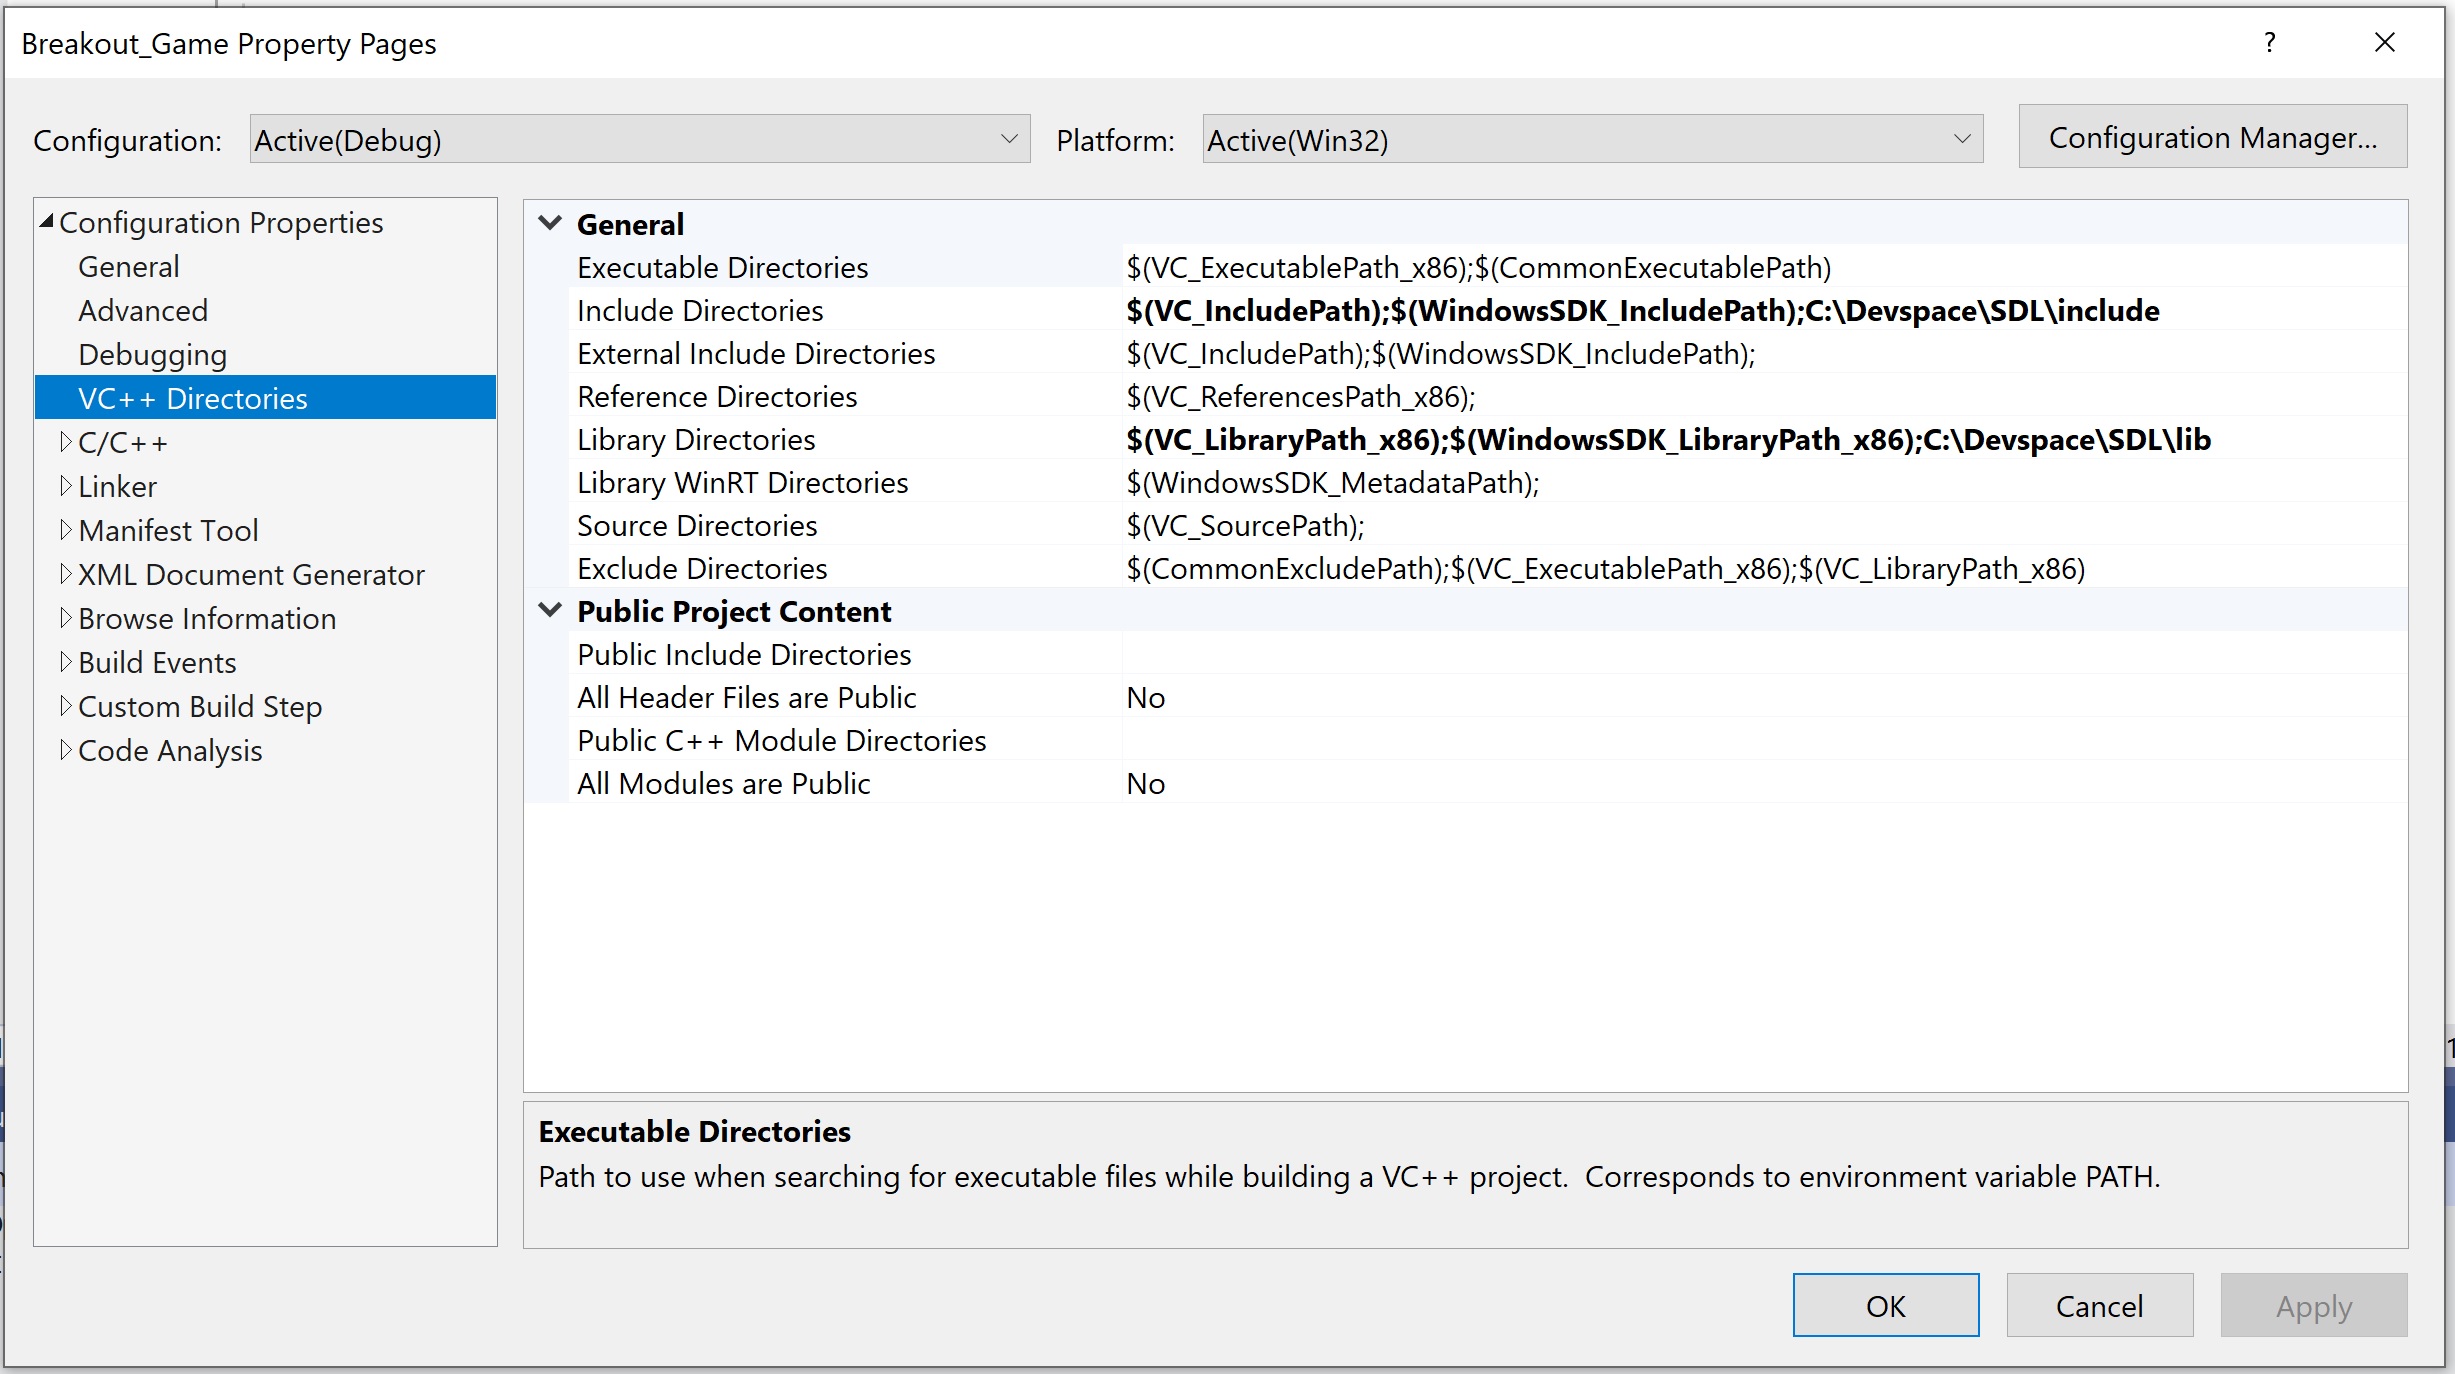 Breakout_Game Property Pages
?
Configuration: Active(Debug) Platform: Active(Win32) Configuration Manager...
Configuration Properties
General
Advanced
Debugging
VC++ Directories
C/C++
Linker
Manifest Tool
XML Document Generator
Browse Information
Build Events
Custom Build Step
Code Analysis
General
Executable Directories $(VC_ExecutablePath_x86);$(CommonExecutablePath)
Include Directories $(VC_IncludePath);$(WindowsSDK_IncludePath);C:\Devspace\SDL\include
External Include Directories $(VC_IncludePath);$(WindowsSDK_IncludePath);
Reference Directories $(VC_ReferencesPath_x86);
Library Directories $(VC_LibraryPath_x86);$(WindowsSDK_LibraryPath_x86);C:\Devspace\SDL\lib
Library WinRT Directories $(WindowsSDK_MetadataPath);
Source Directories $(VC_SourcePath);
Exclude Directories $(CommonExcludePath);$(VC_ExecutablePath_x86);$(VC_LibraryPath_x86)
Public Project Content
Public Include Directories
All Header Files are Public No
Public C++ Module Directories
All Modules are Public No
Executable Directories
Path to use when searching for executable files while building a VC++ project.  Corresponds to environment variable PATH.
OK Cancel Apply